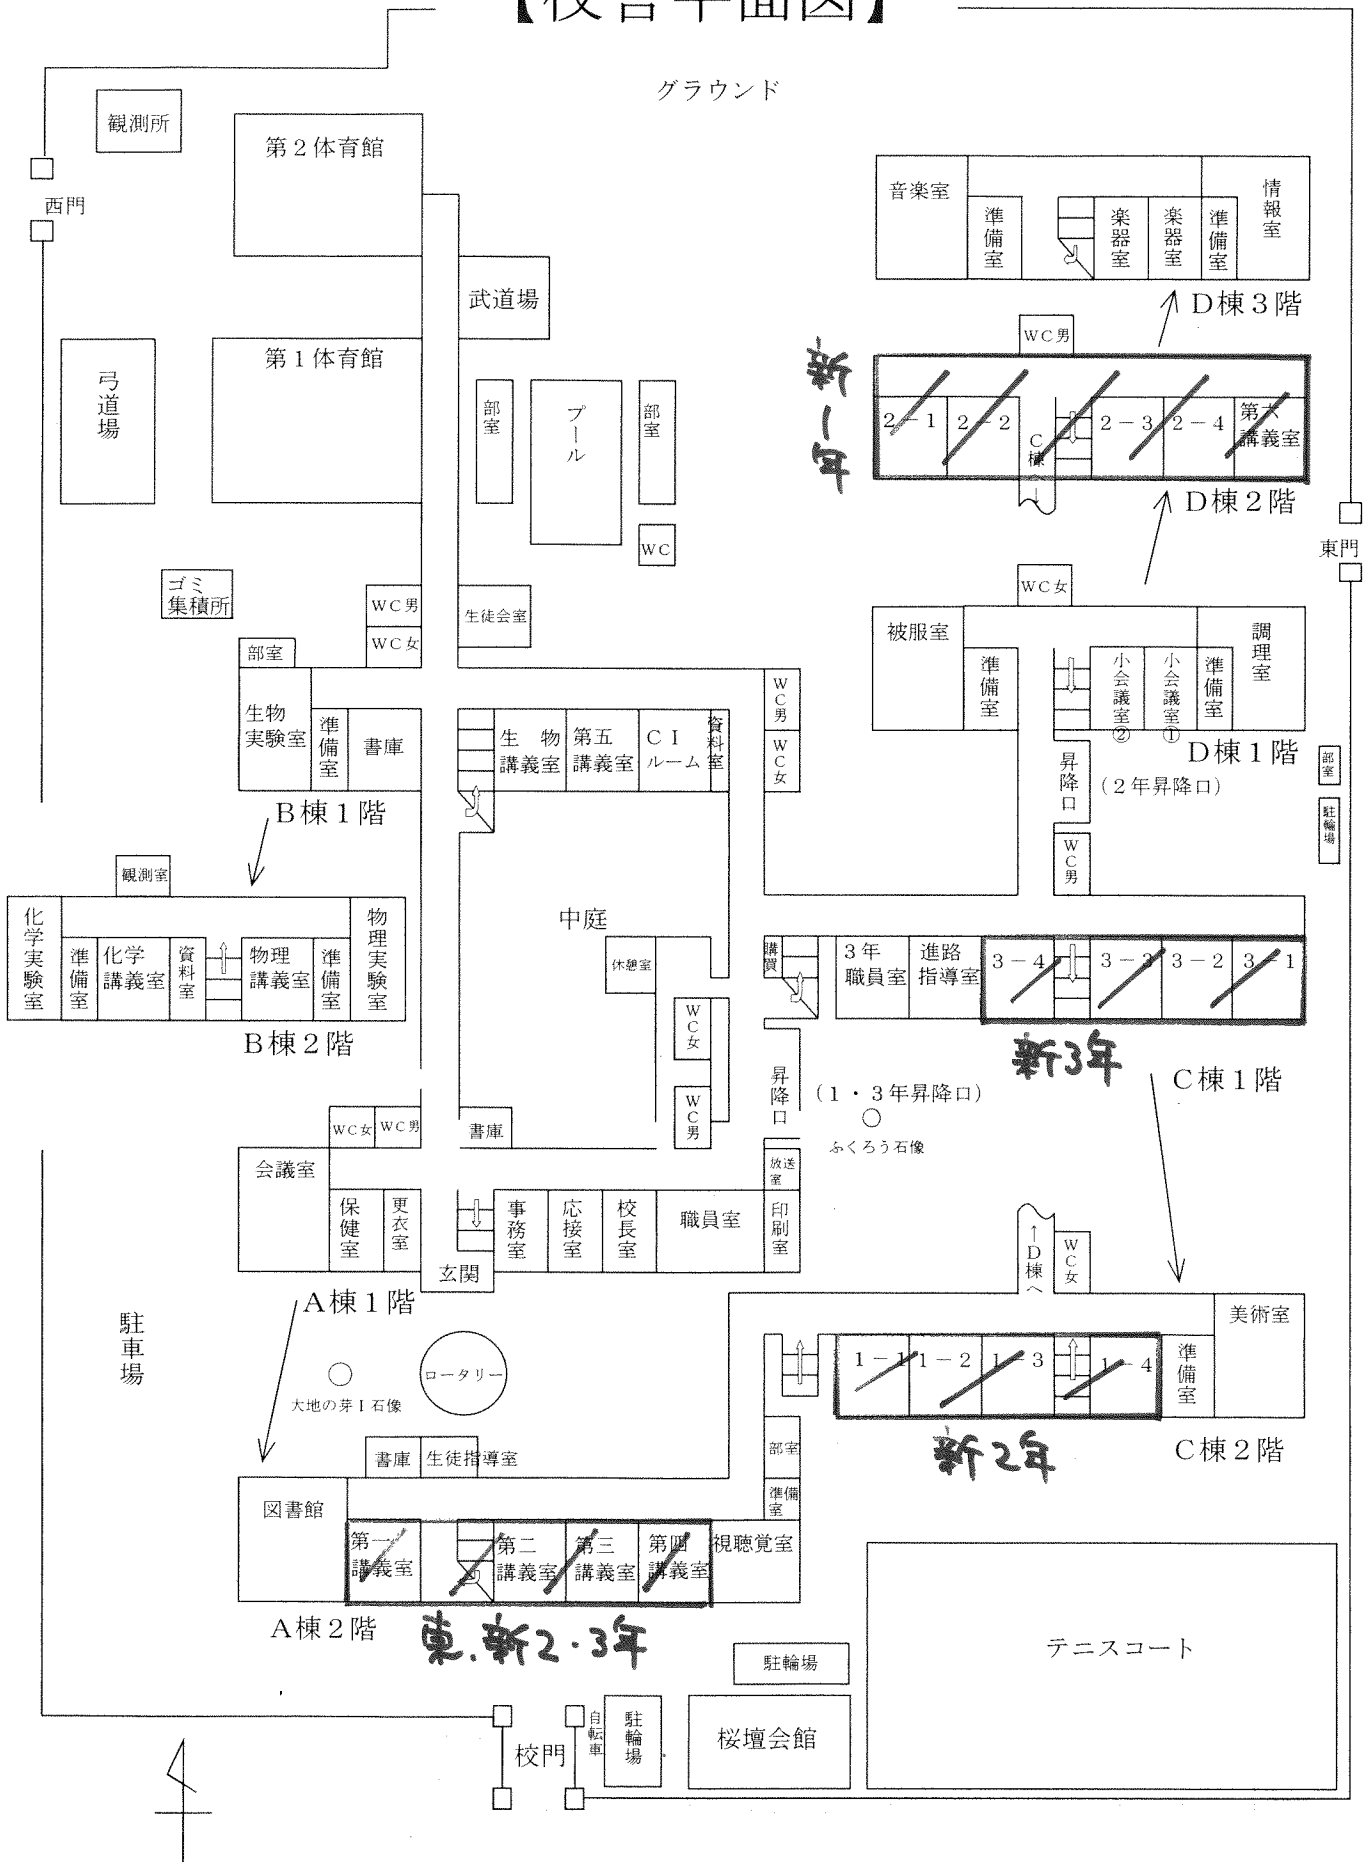 【校舎平面図】
グラウンド
観測所
第2体育館
西門
音楽室
準備室
楽器室
楽器室
準備室
情報室
D棟3階
武道場
WC男
第1体育館
弓道場
新1年
2-1
2-2
C棟へ→
2-3
2-4
第六講義室
部室
プール
部室
D棟2階
WC
東門
ゴミ集積所
WC男
WC女
生徒会室
WC女
被服室
準備室
小会議室②
小会議室①
準備室
調理室
部室
生物実験室
準備室
書庫
生物講義室
第五講義室
CIルーム
資料室
WC男
WC女
D棟1階
昇降口
(2年昇降口)
部室
駐輪場
B棟1階
WC男
観測室
化学実験室
準備室
化学講義室
資料室
物理講義室
準備室
物理実験室
中庭
休憩室
購買
3年職員室
進路指導室
3-4
3-3
3-2
3-1
WC女
B棟2階
新3年
C棟1階
昇降口
(1・3年昇降口)
WC男
ふくろう石像
WC女
WC男
書庫
会議室
放送室
保健室
更衣室
事務室
応接室
校長室
職員室
印刷室
玄関
←D棟へ
WC女
A棟1階
美術室
駐車場
大地の芽Ⅰ石像
ロータリー
1-1
1-2
1-3
1-4
準備室
部室
新2年
C棟2階
書庫
生徒指導室
図書館
準備室
第一講義室
第二講義室
第三講義室
第四講義室
視聴覚室
A棟2階
東.新2・3年
テニスコート
駐輪場
校門
自転車
駐輪場
桜壇会館